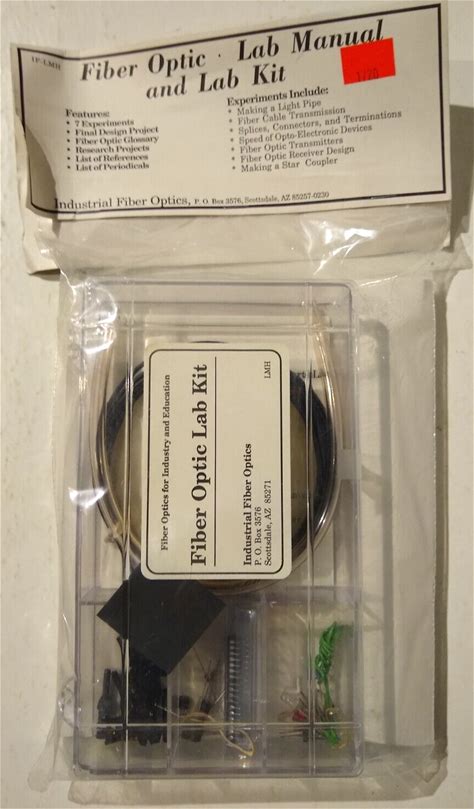 IF-LMH
Fiber Optic - Lab Manual
and Lab Kit
Features:
• 7 Experiments
• Final Design Project
• Fiber Optic Glossary
• Research Projects
• List of References
• List of Periodicals
Experiments Include:
• Making a Light Pipe
• Fiber Cable Transmission
• Splices, Connectors, and Terminations
• Speed of Opto-Electronic Devices
• Fiber Optic Transmitters
• Fiber Optic Receiver Design
• Making a Star Coupler
Industrial Fiber Optics, P. O Box 3576, Scottsdale, AZ 85257-0230
Fiber Optics for Industry and Education
Fiber Optic Lab Kit
Industrial Fiber Optics
P. O. Box 3576
Scottsdale, AZ 85271
LMH